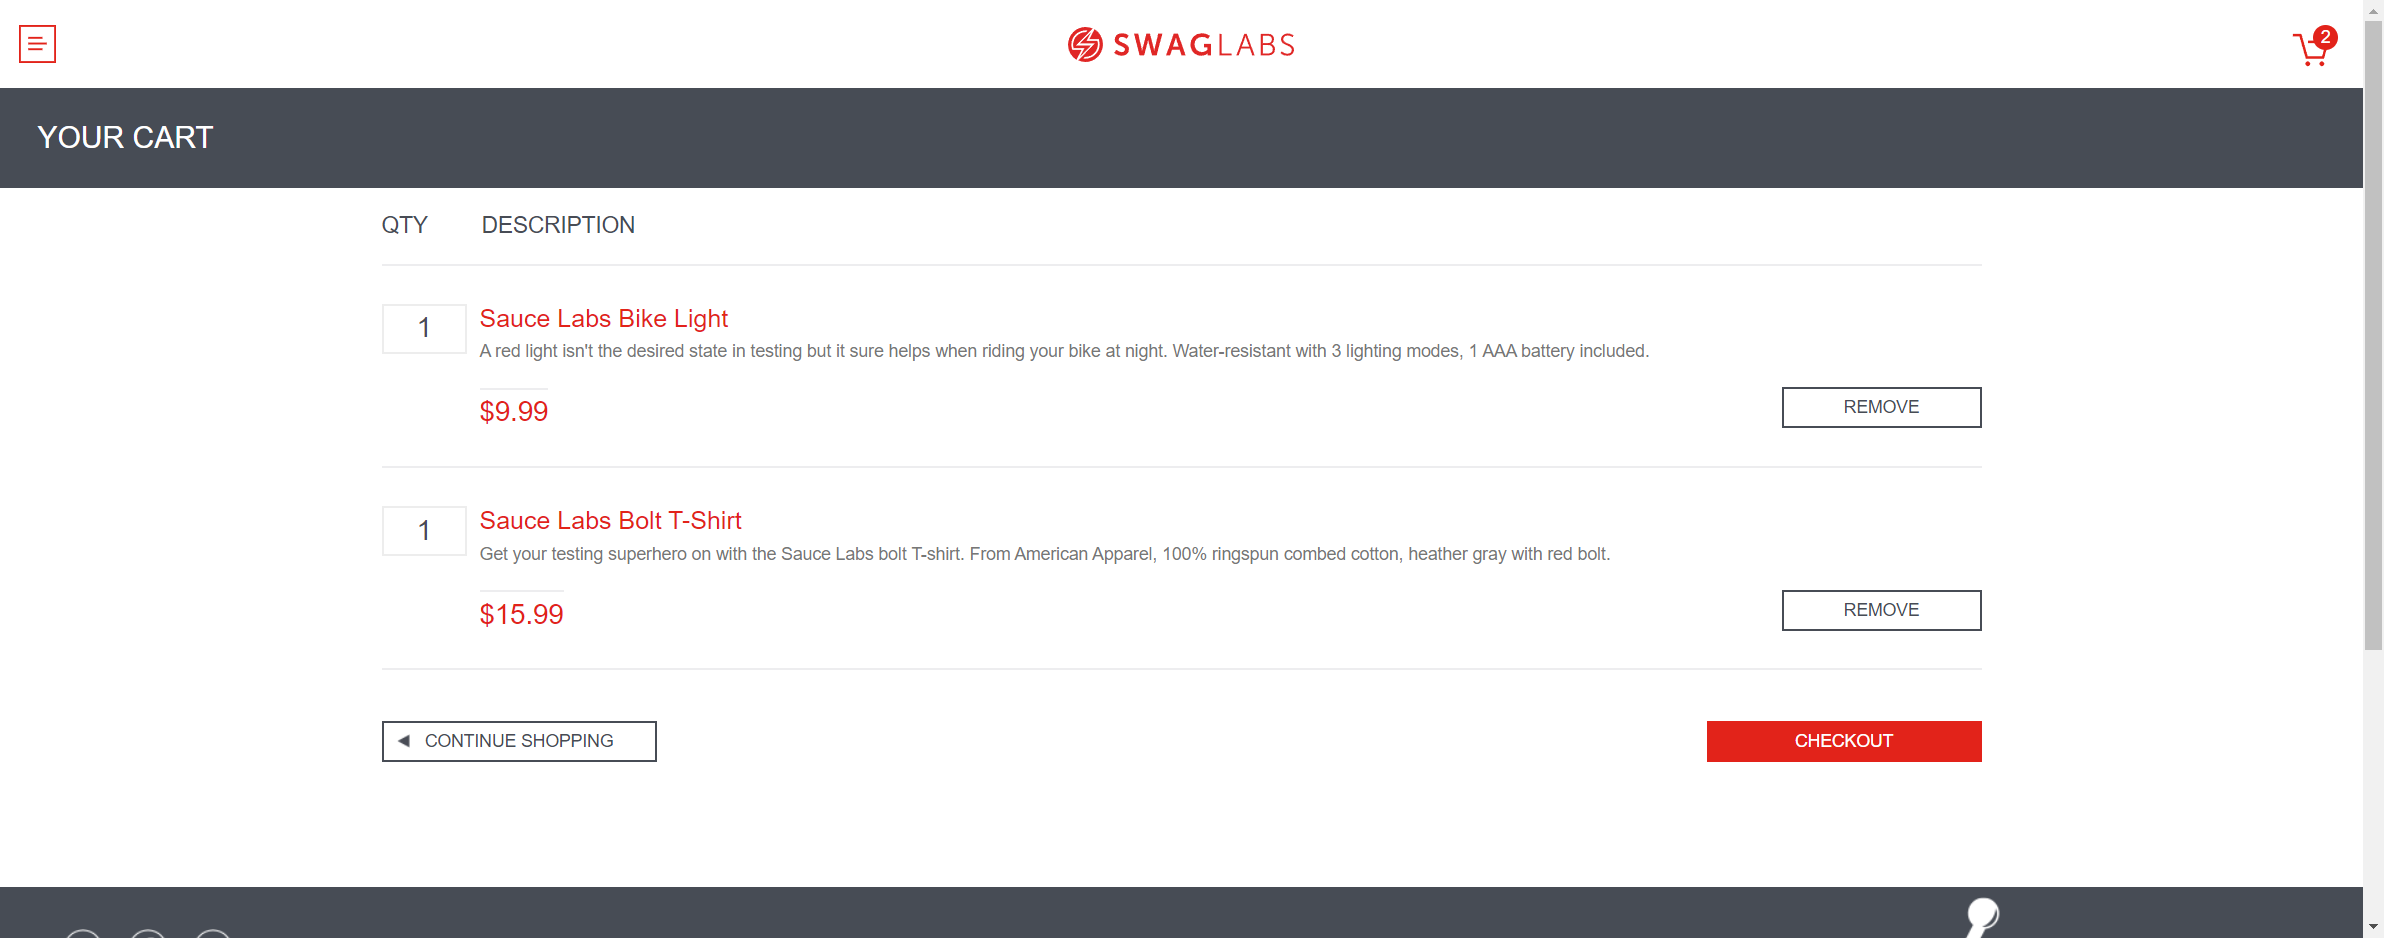 SWAGLABS
2
YOUR CART
QTY DESCRIPTION
1 Sauce Labs Bike Light
A red light isn't the desired state in testing but it sure helps when riding your bike at night. Water-resistant with 3 lighting modes, 1 AAA battery included.
$9.99 REMOVE
1 Sauce Labs Bolt T-Shirt
Get your testing superhero on with the Sauce Labs bolt T-shirt. From American Apparel, 100% ringspun combed cotton, heather gray with red bolt.
$15.99 REMOVE
CONTINUE SHOPPING CHECKOUT